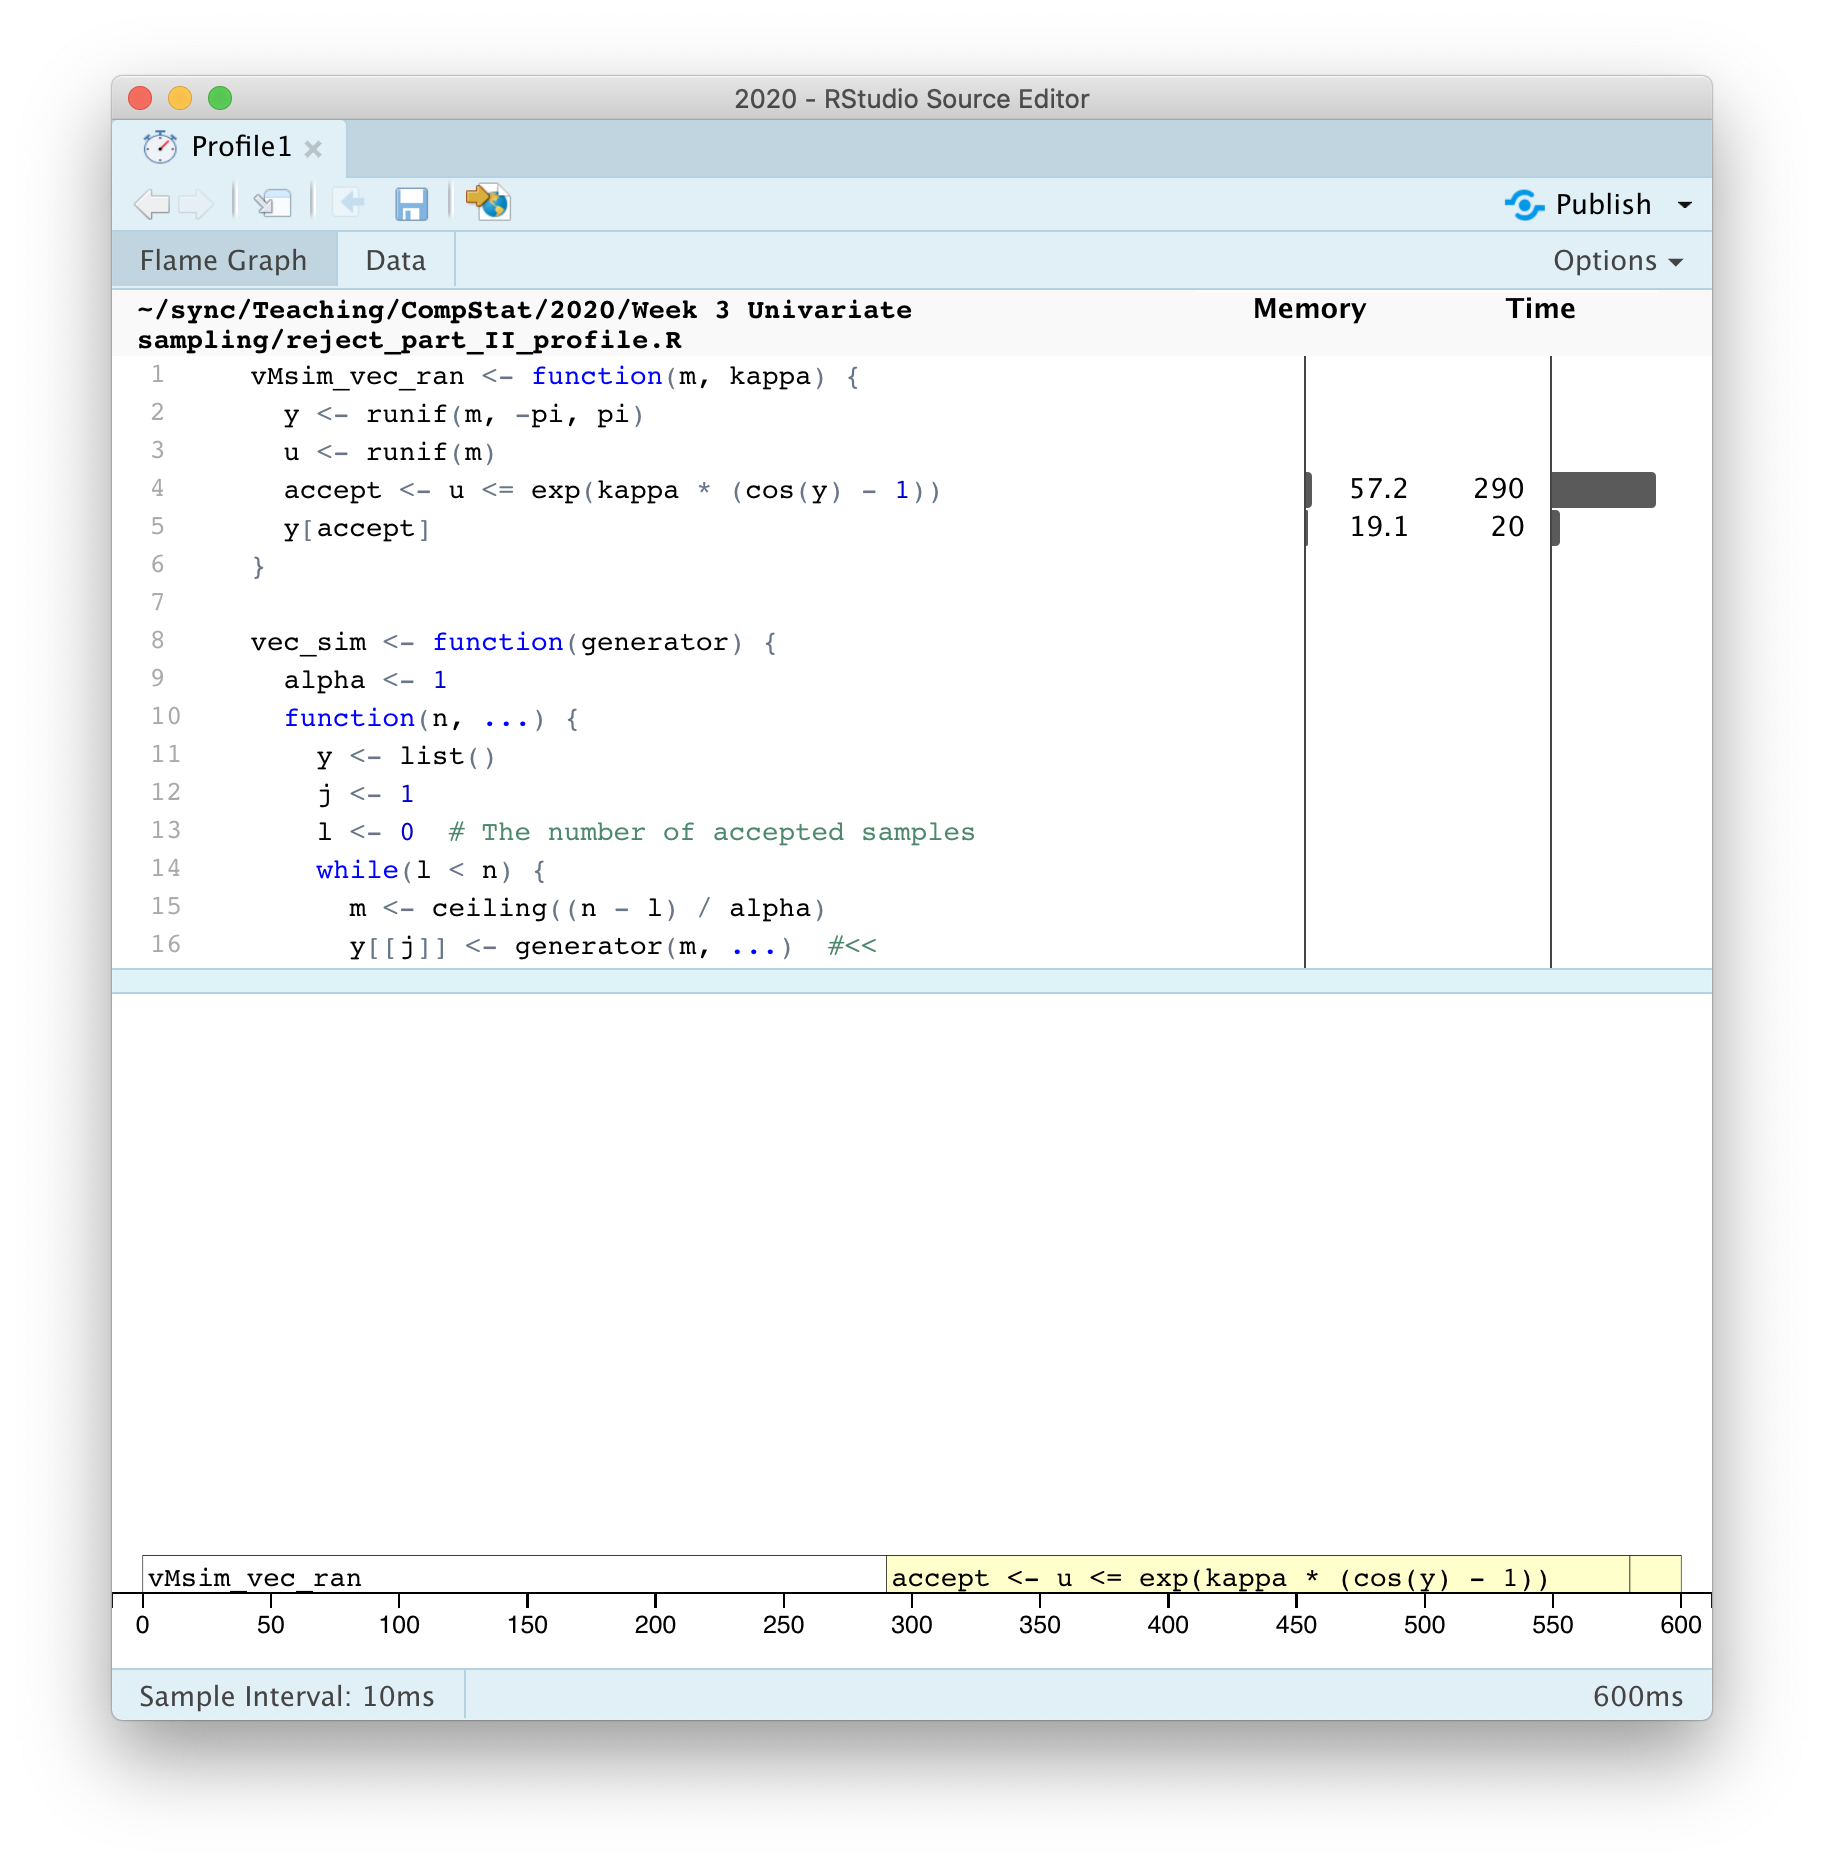 2020 - RStudio Source Editor
Profile1
Publish
Flame Graph Data Options
~/sync/Teaching/CompStat/2020/Week 3 Univariate
sampling/reject_part_II_profile.R
Memory Time
1 vMsim_vec_ran <- function(m, kappa) {
2 y <- runif(m, -pi, pi)
3 u <- runif(m)
4 accept <- u <= exp(kappa * (cos(y) - 1)) 57.2 290
5 y[accept] 19.1 20
6 }
7
8 vec_sim <- function(generator) {
9 alpha <- 1
10 function(n, ...) {
11 y <- list()
12 j <- 1
13 l <- 0  # The number of accepted samples
14 while(l < n) {
15 m <- ceiling((n - l) / alpha)
16 y[[j]] <- generator(m, ...)  #<<
vMsim_vec_ran accept <- u <= exp(kappa * (cos(y) - 1))
0 50 100 150 200 250 300 350 400 450 500 550 600
Sample Interval: 10ms 600ms